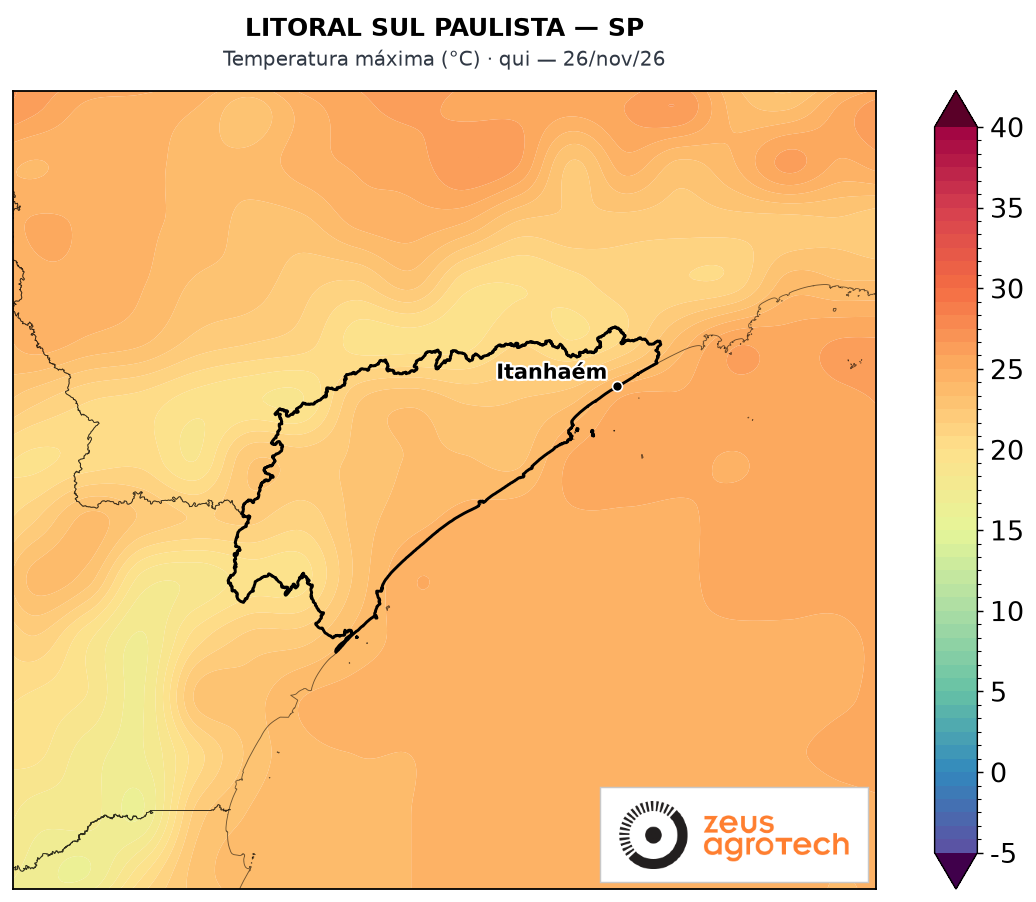 LITORAL SUL PAULISTA — SP
Temperatura máxima (°C) · qui — 26/nov/26
40
35
30
25
20
15
10
5
0
-5
Itanhaém
zeus
agrotech